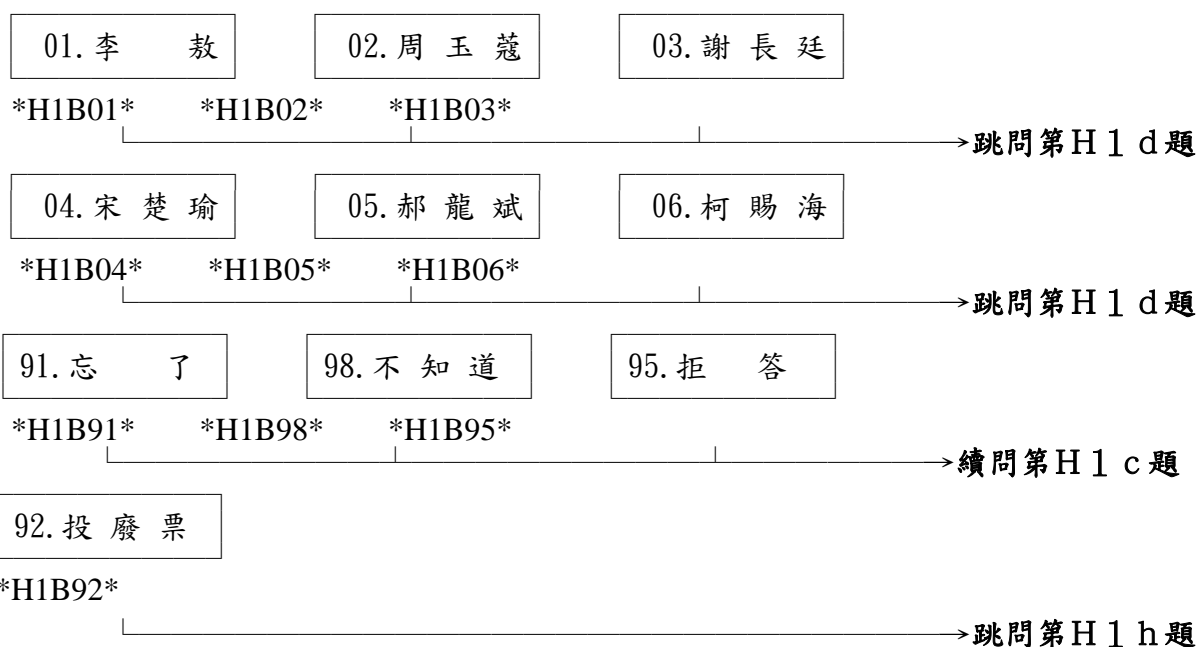 01.李　　敖　02.周 玉 蔻　03.謝 長 廷
*H1B01*　*H1B02*　*H1B03*
→跳問第H１ｄ題
04.宋 楚 瑜　05.郝 龍 斌　06.柯 賜 海
*H1B04*　*H1B05*　*H1B06*
→跳問第H１ｄ題
91.忘　　了　98.不 知 道　95.拒　　答
*H1B91*　*H1B98*　*H1B95*
→續問第H１ｃ題
92.投 廢 票
*H1B92*
→跳問第H１ｈ題